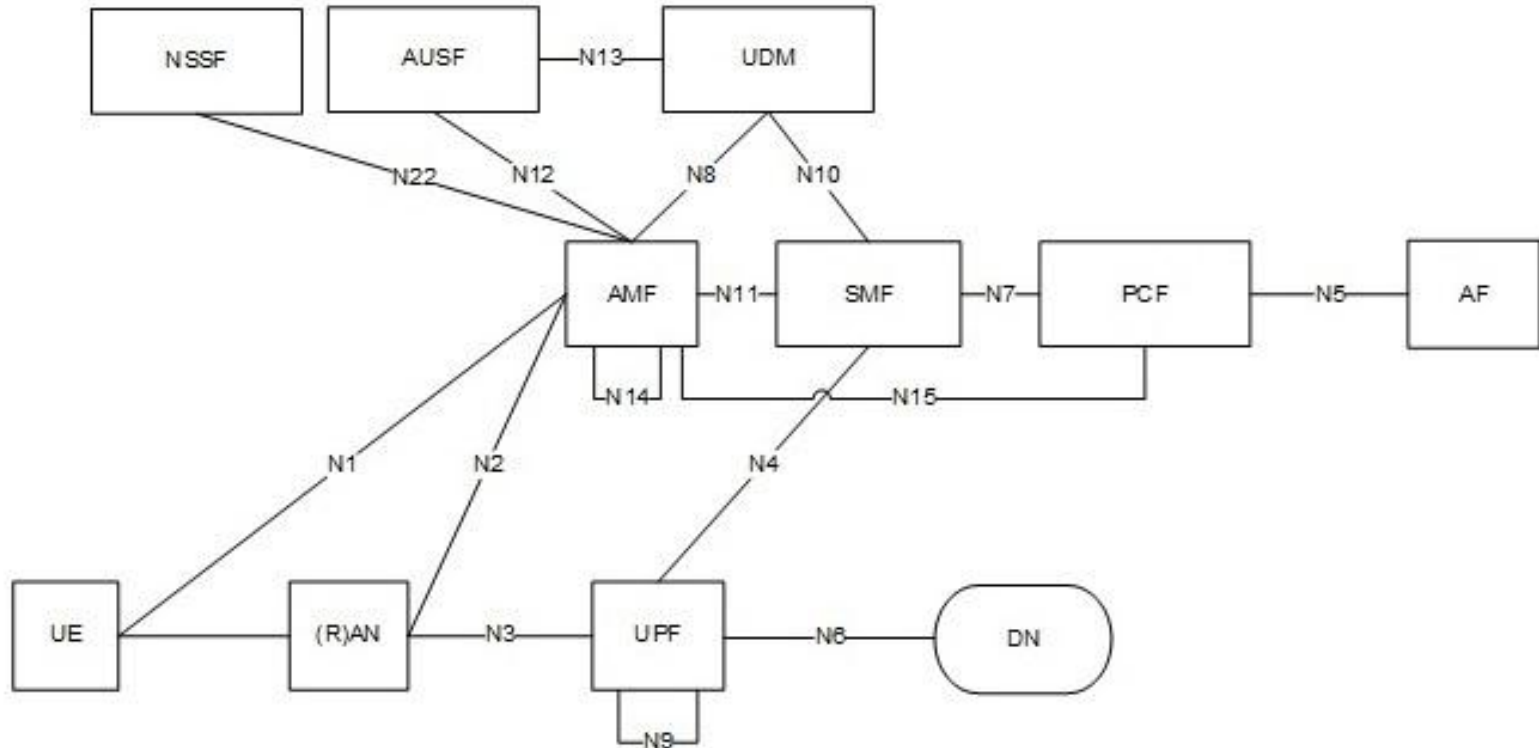 NSSF
AUSF
N13
UDM
N22
N12
N8
N10
AMF
N11
SMF
N7
PCF
N5
AF
N14
N15
N1
N2
N4
UE
(R)AN
N3
UPF
N6
DN
N9